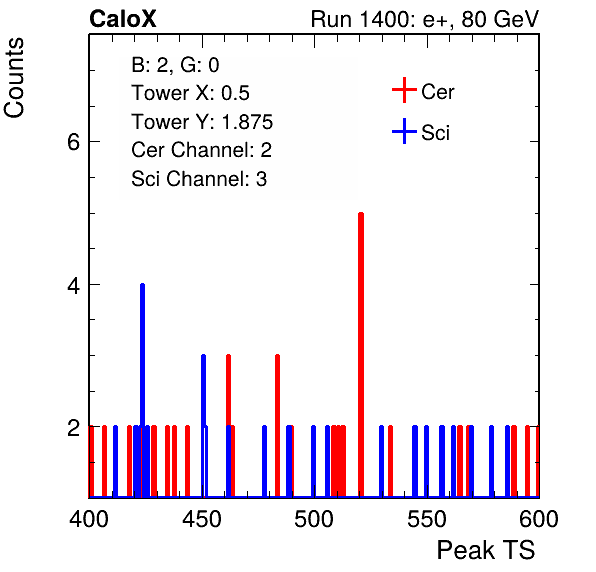 CaloX Run 1400: e+, 80 GeV
Counts
B: 2, G: 0
Tower X: 0.5
Tower Y: 1.875
Cer Channel: 2
Sci Channel: 3
Cer
Sci
6
4
2
400 450 500 550 600
Peak TS